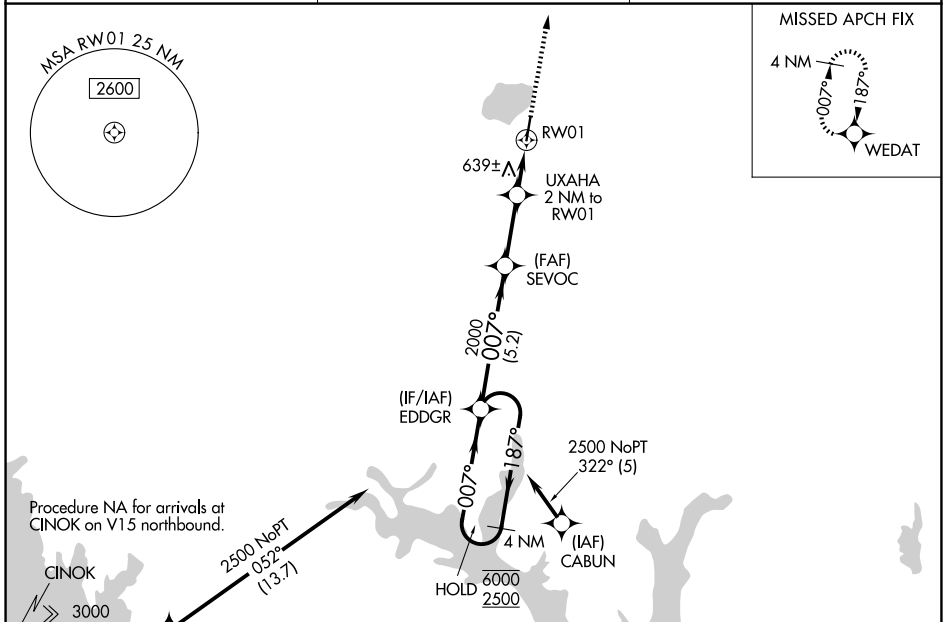 MSA RW01 25 NM
2600
MISSED APCH FIX
4 NM
007°
187°
WEDAT
RW01
639±
UXAHA
2 NM to
RW01
(FAF)
SEVOC
2000
007°
(5.2)
(IF/IAF)
EDDGR
187°
007°
2500 NoPT
322° (5)
4 NM
(IAF)
CABUN
HOLD
6000
2500
Procedure NA for arrivals at
CINOK on V15 northbound.
2500 NoPT
052°
(13.7)
CINOK
3000